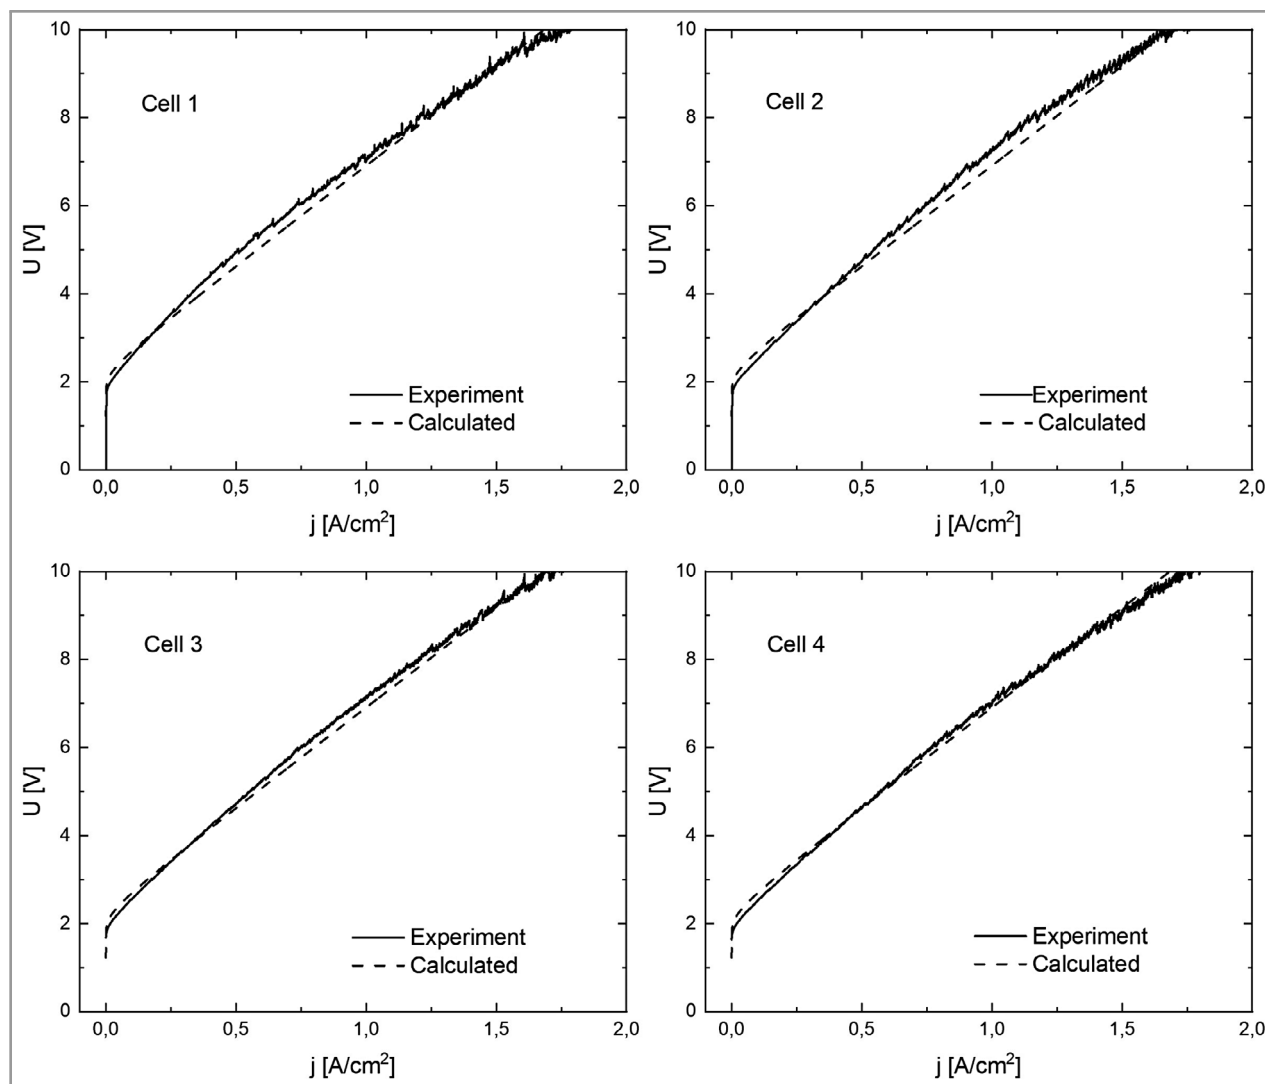 10
8
6
4
2
0
U [V]
Cell 1
Experiment
Calculated
0,0 0,5 1,0 1,5 2,0
j [A/cm²]
10
8
6
4
2
0
U [V]
Cell 2
Experiment
Calculated
0,0 0,5 1,0 1,5 2,0
j [A/cm²]
10
8
6
4
2
0
U [V]
Cell 3
Experiment
Calculated
0,0 0,5 1,0 1,5 2,0
j [A/cm²]
10
8
6
4
2
0
U [V]
Cell 4
Experiment
Calculated
0,0 0,5 1,0 1,5 2,0
j [A/cm²]